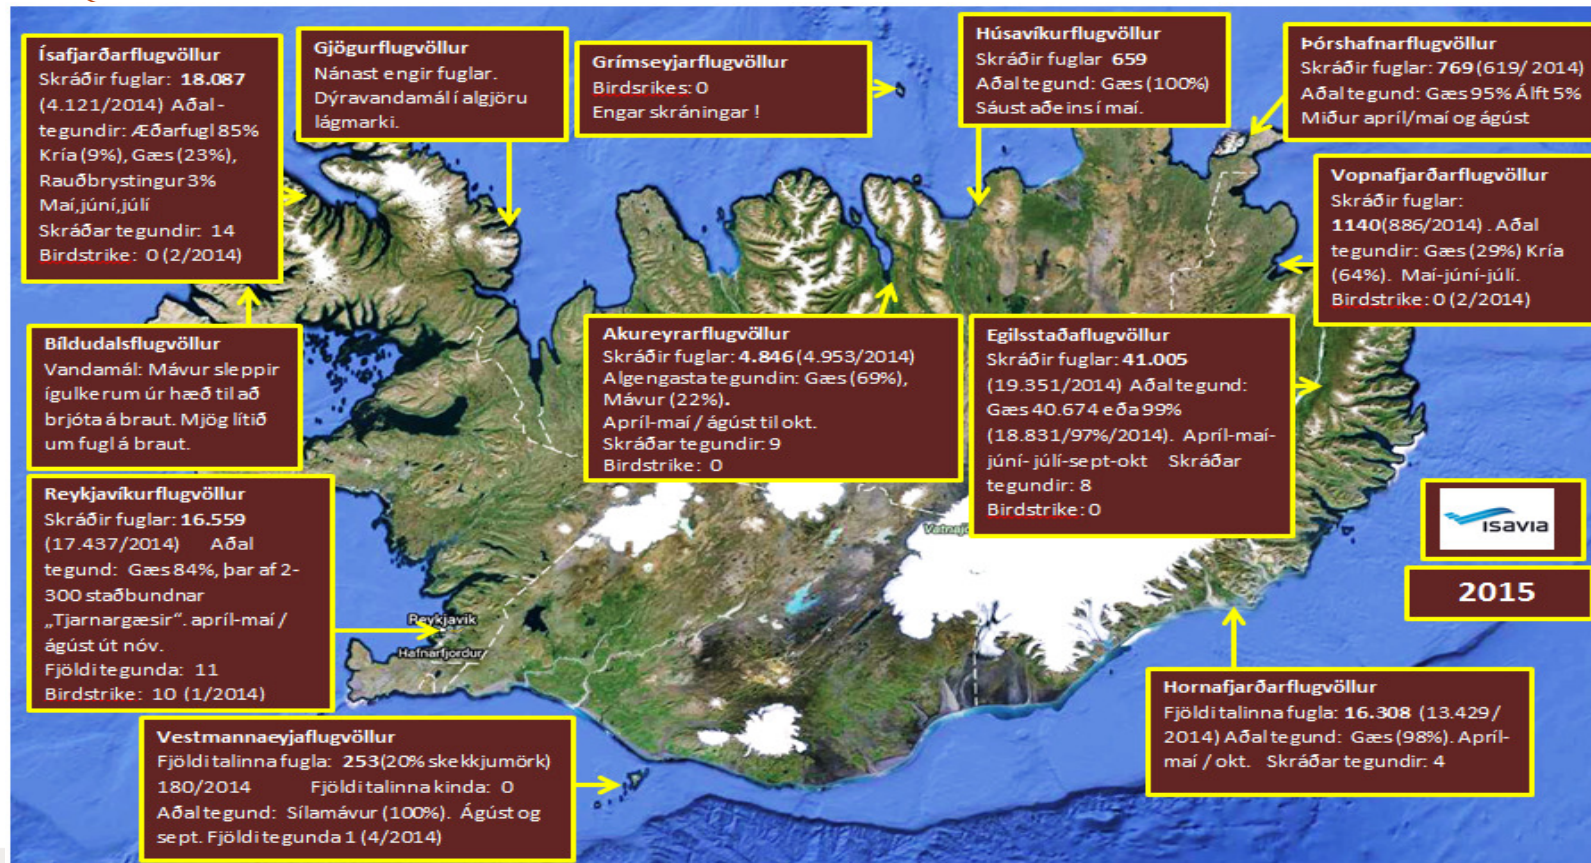 Ísafjarðarflugvöllur
Skráðir fuglar: 18.087
(4.121/2014) Aðal-
tegundir: Æðarfugl 85%
Kría (9%), Gæs (23%),
Rauðbrystingur 3%
Maí,júní,júlí
Skráðar tegundir: 14
Birdstrike: 0 (2/2014)
Gjögurflugvöllur
Nánast engir fuglar.
Dýravandamál í algjöru
lágmarki.
Grímseyjarflugvöllur
Birdsrikes: 0
Engar skráningar !
Húsavíkurflugvöllur
Skráðir fuglar 659
Aðal tegund: Gæs (100%)
Sáust aðeins í maí.
Þórshafnarflugvöllur
Skráðir fuglar: 769 (619/ 2014)
Aðal tegund: Gæs 95% Álft 5%
Miður apríl/maí og ágúst
Vopnafjarðarflugvöllur
Skráðir fuglar:
1140(886/2014) . Aðal
tegundir: Gæs (29%) Kría
(64%). Maí-júní-júlí.
Birdstrike: 0 (2/2014)
Bíldudalsflugvöllur
Vandamál: Mávur sleppir
ígulkerum úr hæð til að
brjóta á braut. Mjög lítið
um fugl á braut.
Akureyrarflugvöllur
Skráðir fuglar: 4.846 (4.953/2014)
Algengasta tegundin: Gæs (69%),
Mávur (22%).
Apríl-maí / ágúst til okt.
Skráðar tegundir: 9
Birdstrike: 0
Egilsstaðaflugvöllur
Skráðir fuglar: 41.005
(19.351/2014) Aðal tegund:
Gæs 40.674 eða 99%
(18.831/97%/2014). Apríl-maí-
júní- júlí-sept-okt Skráðar
tegundir: 8
Birdstrike: 0
Reykjavíkurflugvöllur
Skráðir fuglar: 16.559
(17.437/2014) Aðal
tegund: Gæs 84%, þar af 2-
300 staðbundnar
„Tjarnargæsir“. apríl-maí /
ágúst út nóv.
Fjöldi tegunda: 11
Birdstrike: 10 (1/2014)
Reykjavik
Hafnarfjordur
isavia
2015
Hornafjarðarflugvöllur
Fjöldi talinna fugla: 16.308 (13.429 /
2014) Aðal tegund: Gæs (98%). Apríl-
maí / okt. Skráðar tegundir: 4
Vestmannaeyjaflugvöllur
Fjöldi talinna fugla: 253(20% skekkjumörk)
180/2014 Fjöldi talinna kinda: 0
Aðal tegund: Sílamávur (100%). Ágúst og
sept. Fjöldi tegunda 1 (4/2014)